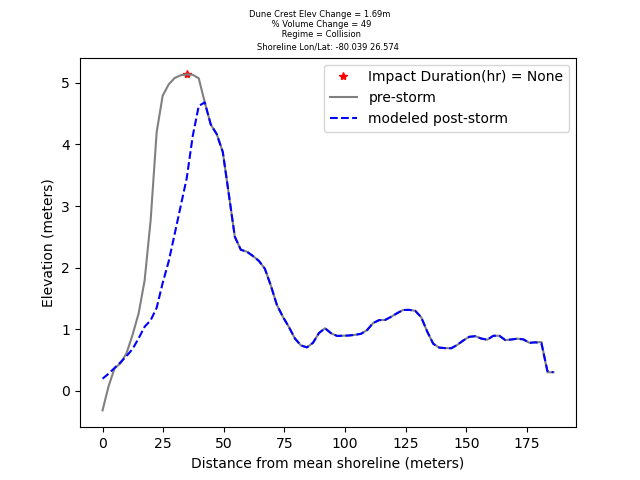 Dune Crest Elev Change = 1.69m
% Volume Change = 49
Regime = Collision
Shoreline Lon/Lat: -80.039 26.574
Impact Duration(hr) = None
pre-storm
modeled post-storm
Elevation (meters)
5
4
3
2
1
0
0 25 50 75 100 125 150 175
Distance from mean shoreline (meters)